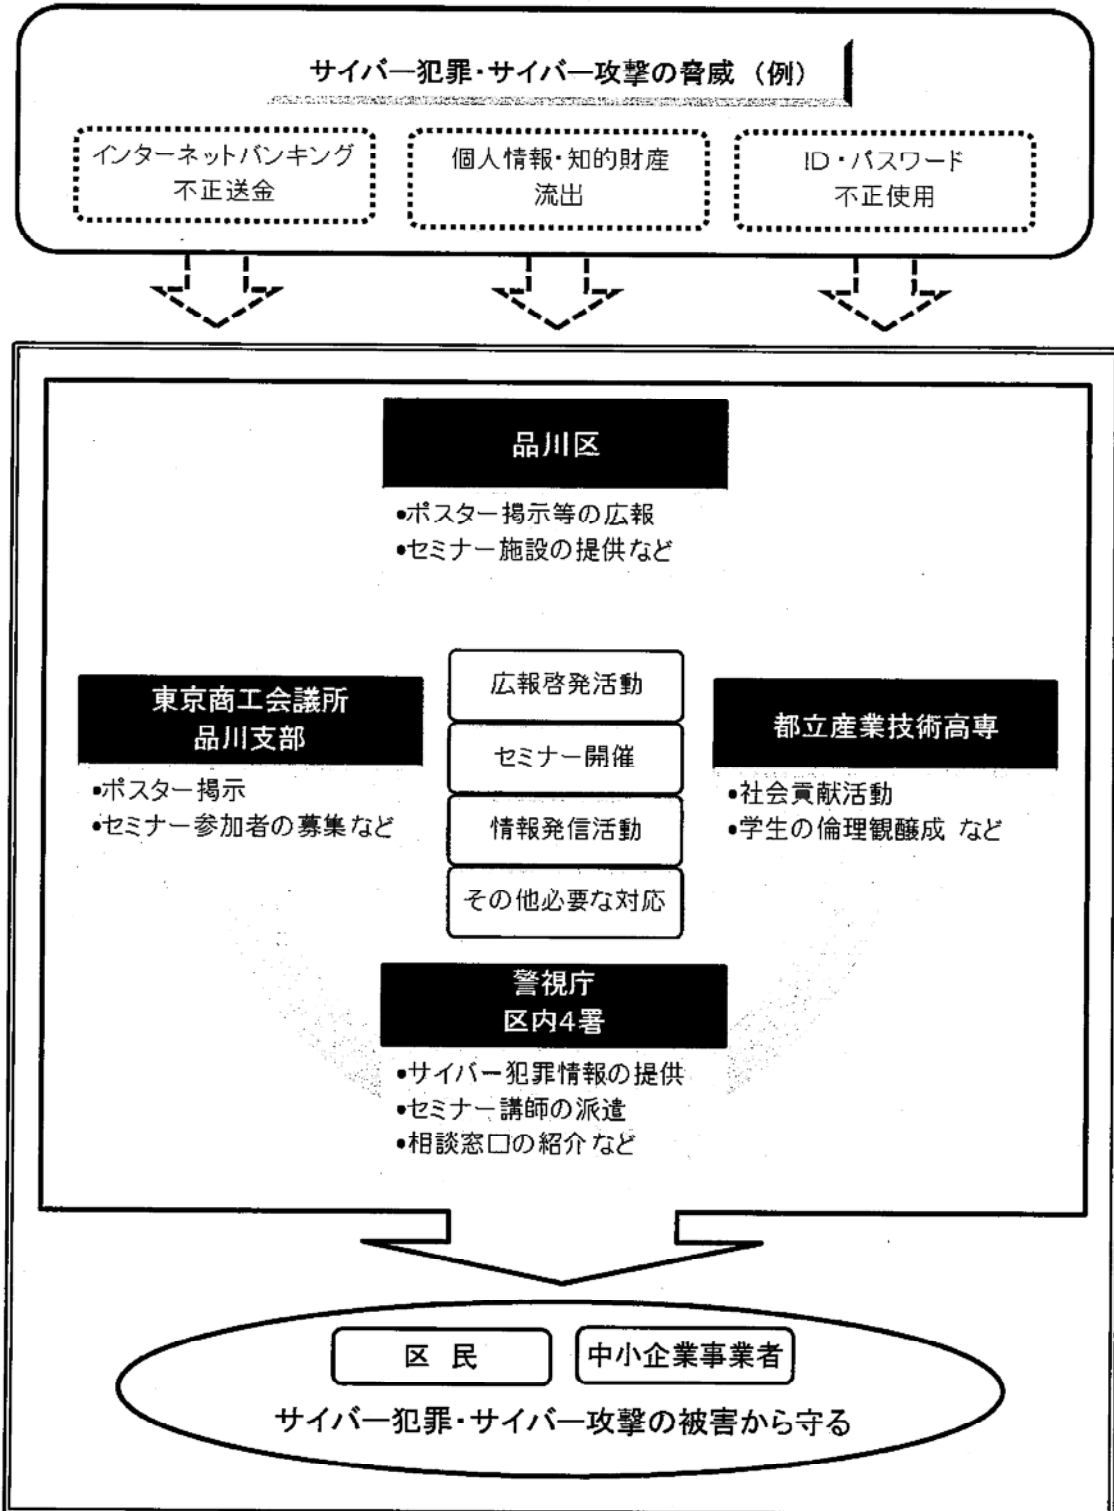 サイバー犯罪・サイバー攻撃の脅威 (例)
インターネットバンキング
不正送金
個人情報・知的財産
流出
ID・パスワード
不正使用
品川区
•ポスター掲示等の広報
•セミナー施設の提供など
東京商工会議所
品川支部
•ポスター掲示
•セミナー参加者の募集など
広報啓発活動
セミナー開催
情報発信活動
その他必要な対応
都立産業技術高専
•社会貢献活動
•学生の倫理観醸成 など
警視庁
区内4署
•サイバー犯罪情報の提供
•セミナー講師の派遣
•相談窓口の紹介など
区 民
中小企業事業者
サイバー犯罪・サイバー攻撃の被害から守る